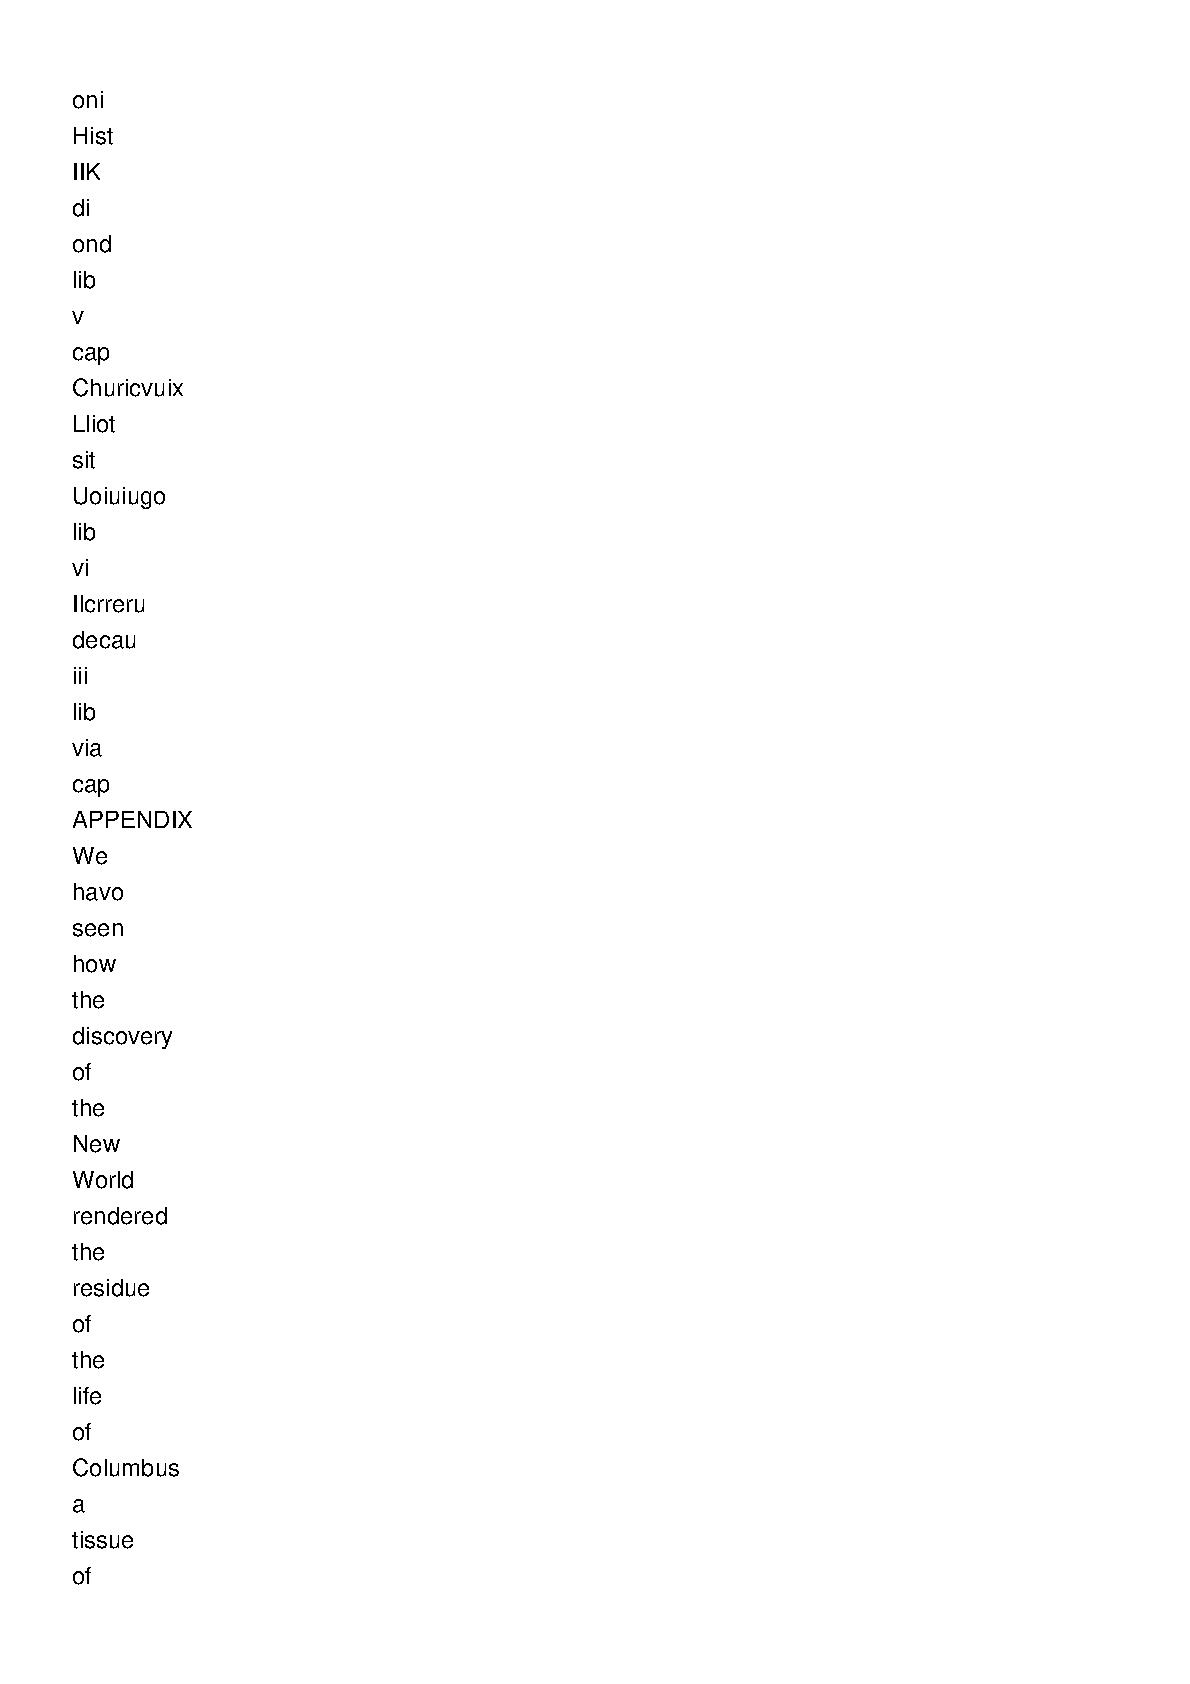 oni
Hist
IIK
di
ond
lib
v
cap
Churicvuix
Lliot
sit
Uoiuiugo
lib
vi
Ilcrreru
decau
iii
lib
via
cap
APPENDIX
We
havo
seen
how
the
discovery
of
the
New
World
rendered
the
residue
of
the
life
of
Columbus
a
tissue
of